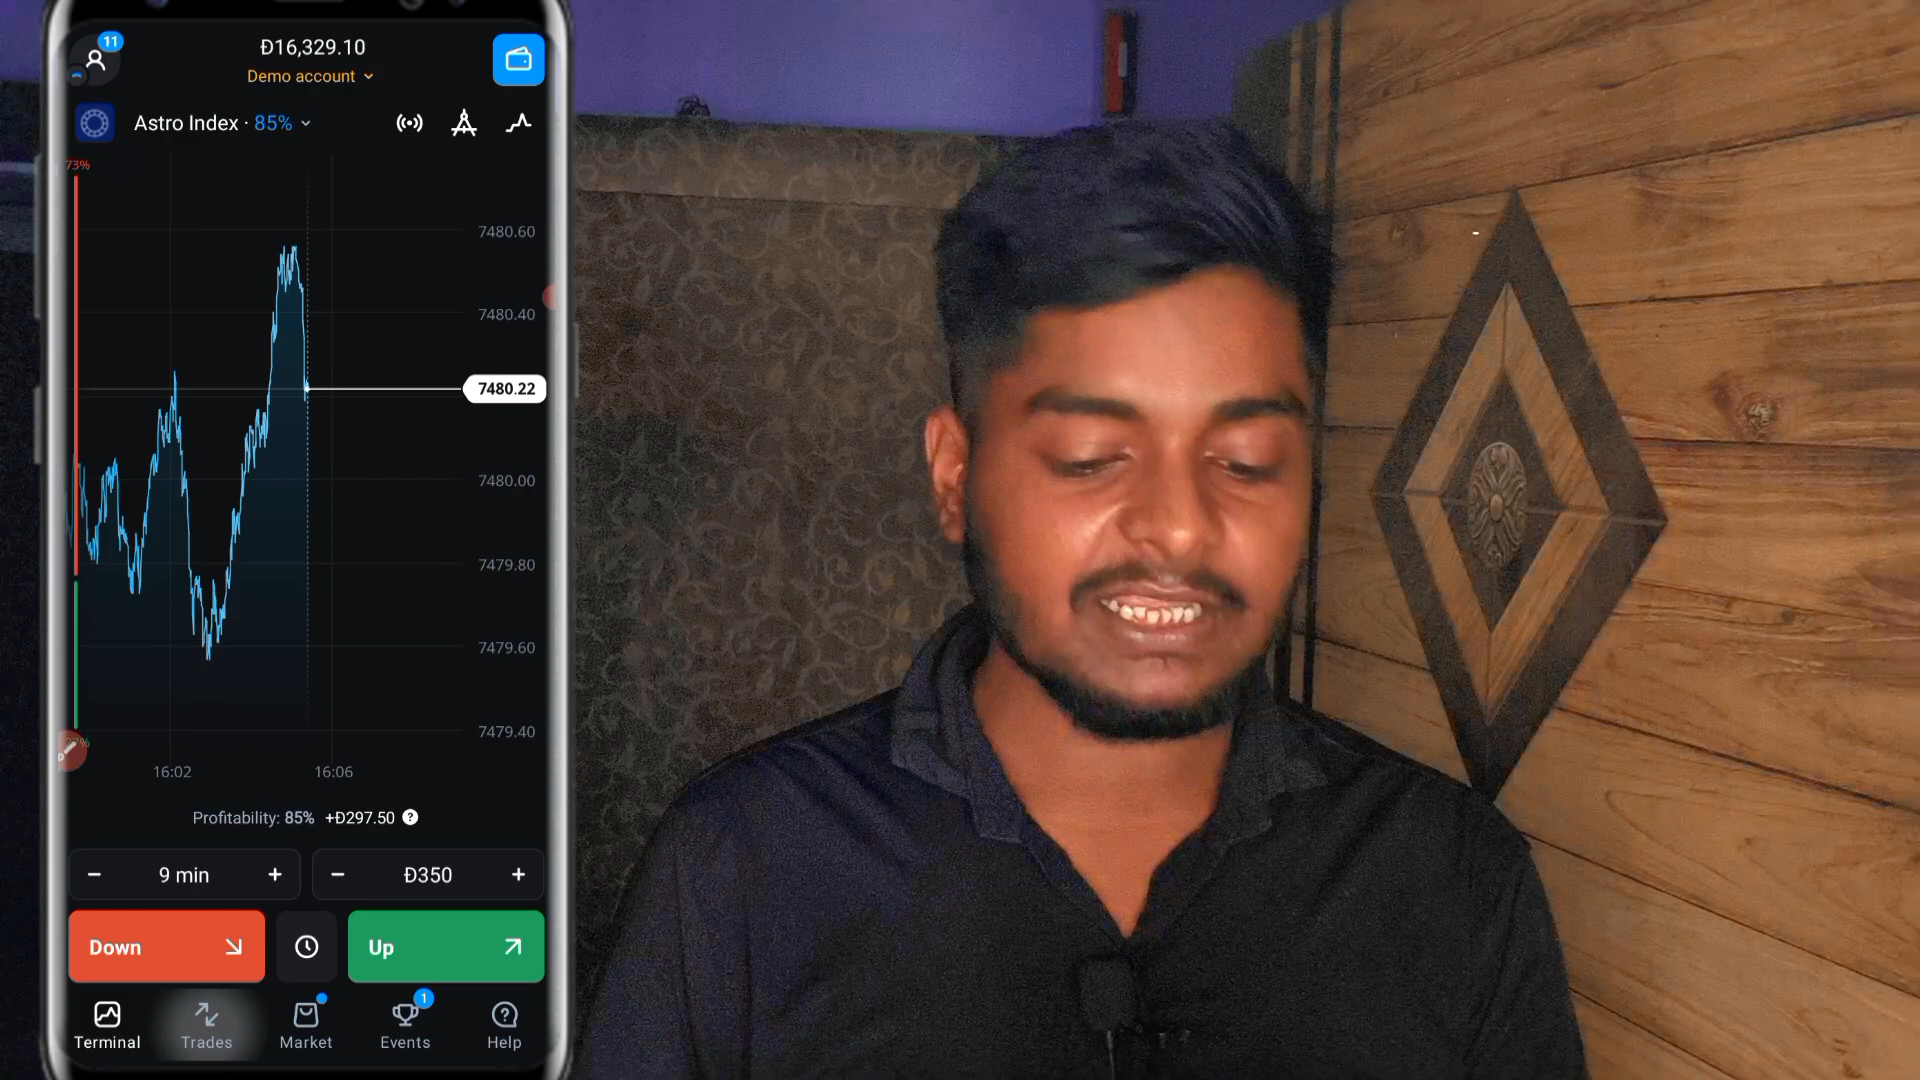 11
Đ16,329.10
Demo account
Astro Index · 85%
73%
7480.60
7480.40
7480.22
7480.00
7479.80
7479.60
7479.40
16:02 16:06
Profitability: 85% +Đ297.50 ?
− 9 min + − Đ350 +
Down Up
1
Terminal Trades Market Events Help